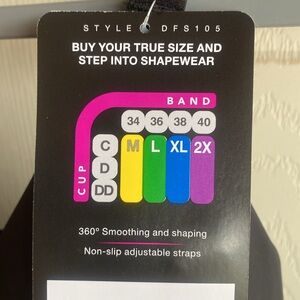 STYLE DFS105
BUY YOUR TRUE SIZE AND
STEP INTO SHAPEWEAR
BAND
34 36 38 40
CUP
C
D
DD
M L XL 2X
360° Smoothing and shaping
Non-slip adjustable straps